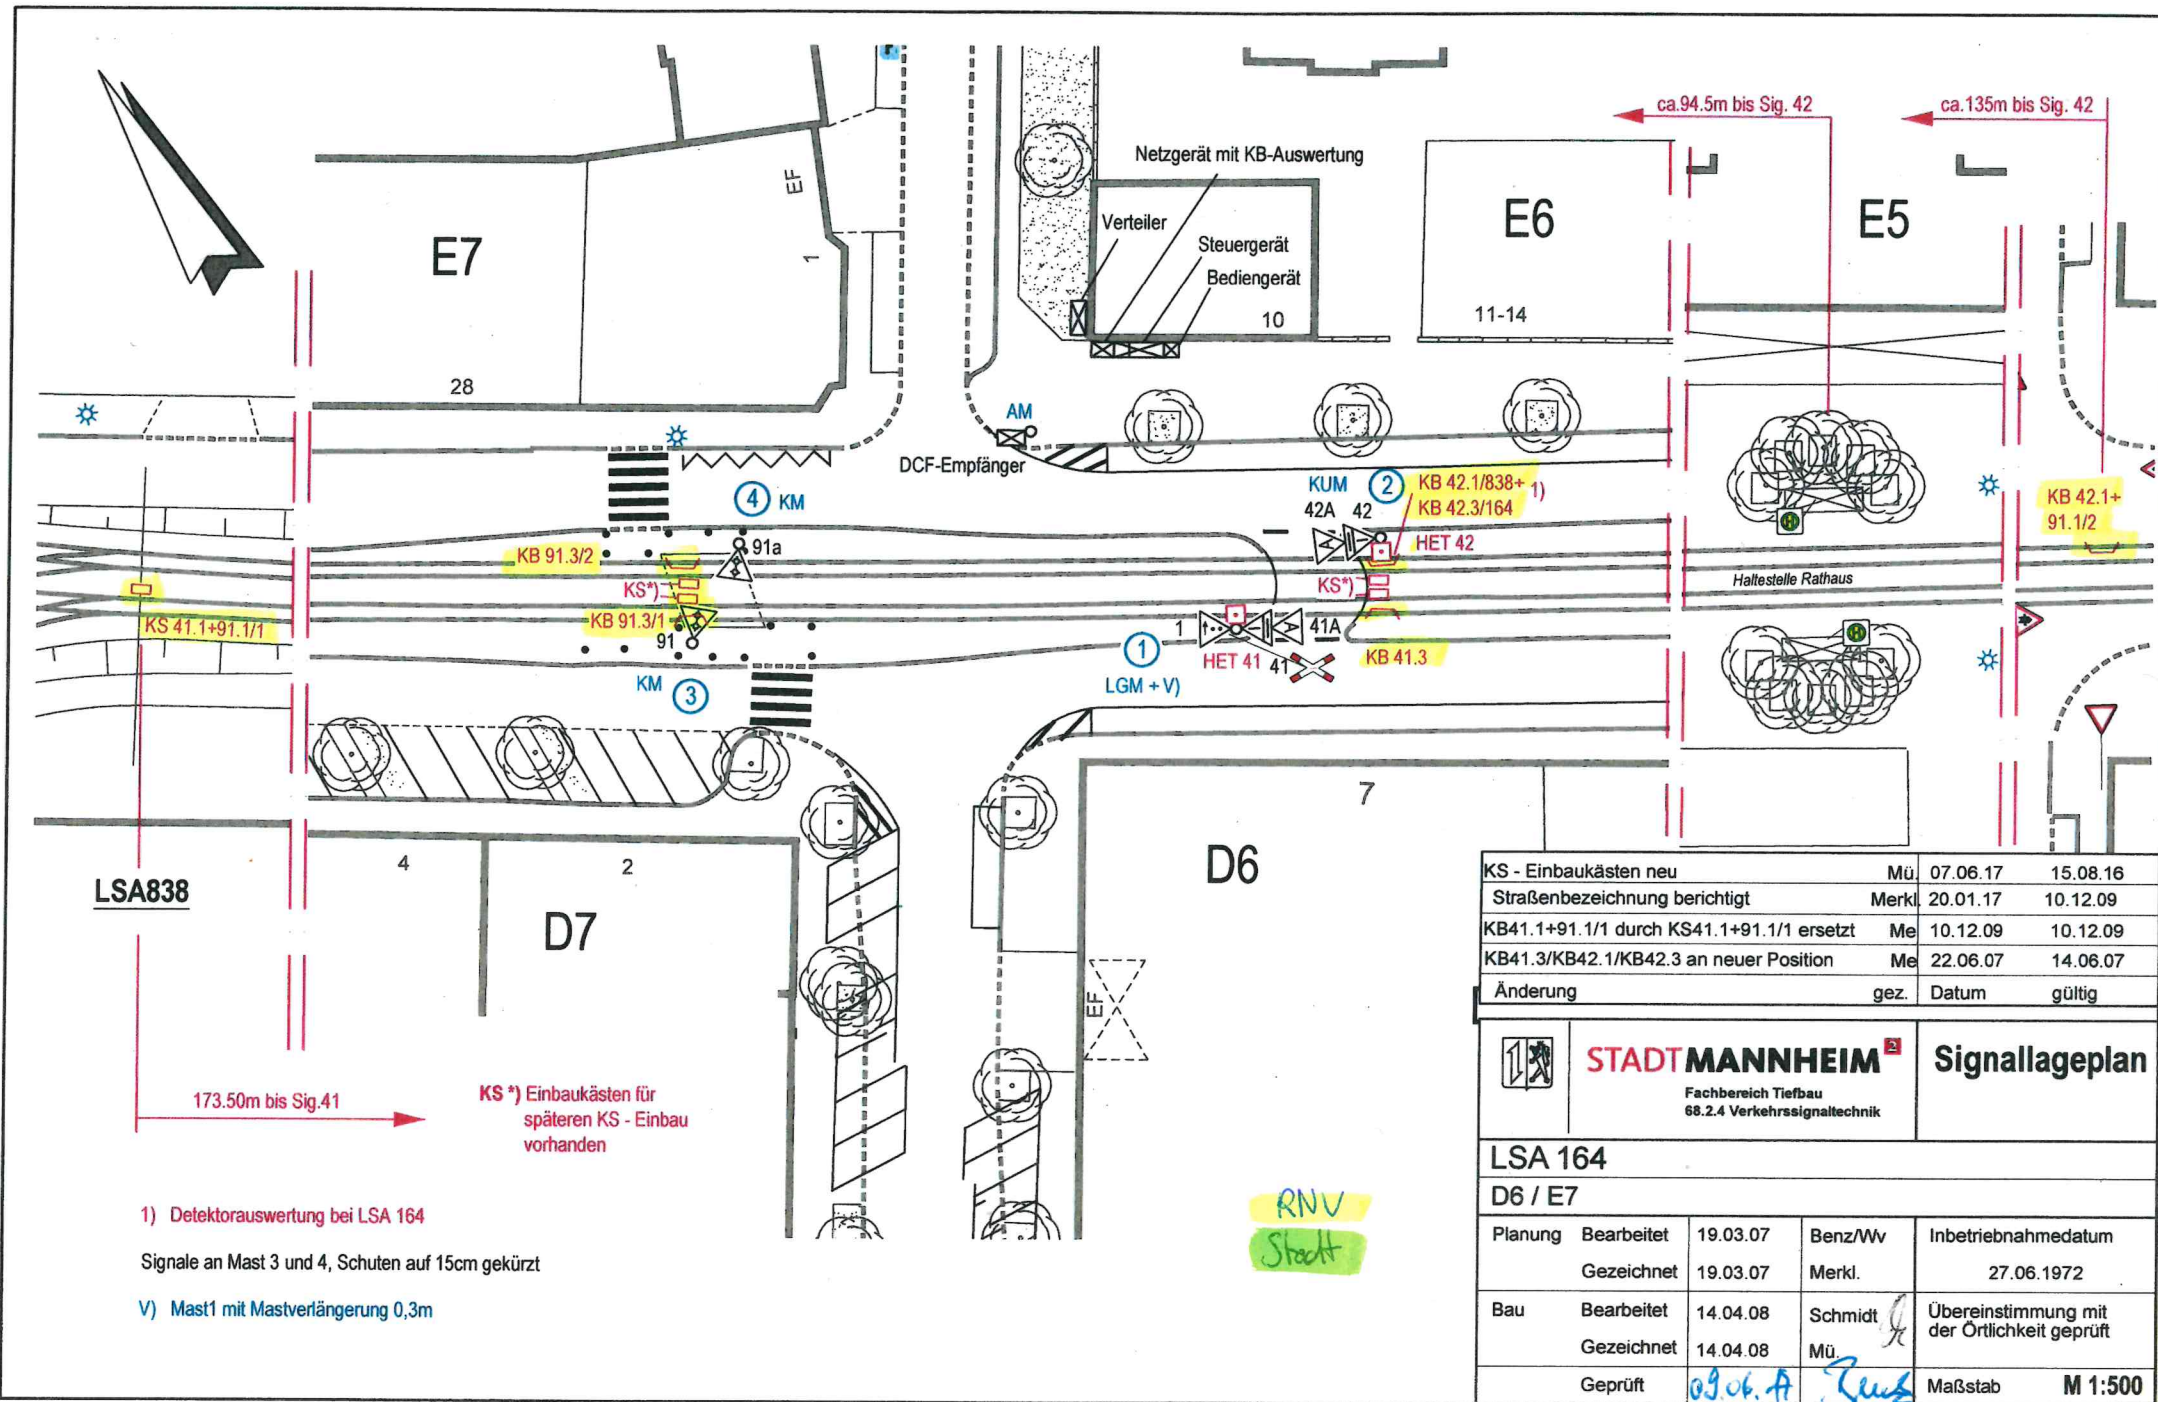 ca.94.5m bis Sig. 42
ca.135m bis Sig. 42
Netzgerät mit KB-Auswertung
EF
E7
E6
E5
Verteiler
1
Steuergerät
Bediengerät
10
11-14
28
AM
DCF-Empfänger
4 KM
KUM 2
KB 42.1/838+ 1)
KB 42.3/164
42A 42
HET 42
KB 42.1+
91.1/2
H
91a
KB 91.3/2
KS*)
KS*)
Haltestelle Rathaus
KB 91.3/1
KS 41.1+91.1/1
91
1
41A
HET 41
41
KB 41.3
1
LGM + V)
H
KM
3
7
4
2
D6
LSA838
D7
EF
173.50m bis Sig.41
KS *) Einbaukästen für
späteren KS - Einbau
vorhanden
1) Detektorauswertung bei LSA 164
Signale an Mast 3 und 4, Schuten auf 15cm gekürzt
V) Mast1 mit Mastverlängerung 0,3m
RNV
Stadt
KS - Einbaukästen neu Mü. 07.06.17 15.08.16
Straßenbezeichnung berichtigt Merkl. 20.01.17 10.12.09
KB41.1+91.1/1 durch KS41.1+91.1/1 ersetzt Me 10.12.09 10.12.09
KB41.3/KB42.1/KB42.3 an neuer Position Me 22.06.07 14.06.07
Änderung gez. Datum gültig
STADT MANNHEIM 2
Fachbereich Tiefbau
68.2.4 Verkehrssignaltechnik
Signallageplan
LSA 164
D6 / E7
Planung Bearbeitet 19.03.07 Benz/Wv Inbetriebnahmedatum
Gezeichnet 19.03.07 Merkl. 27.06.1972
Bau Bearbeitet 14.04.08 Schmidt Übereinstimmung mit
der Örtlichkeit geprüft
Gezeichnet 14.04.08 Mü.
Geprüft 09.06.17 Maßstab M 1:500